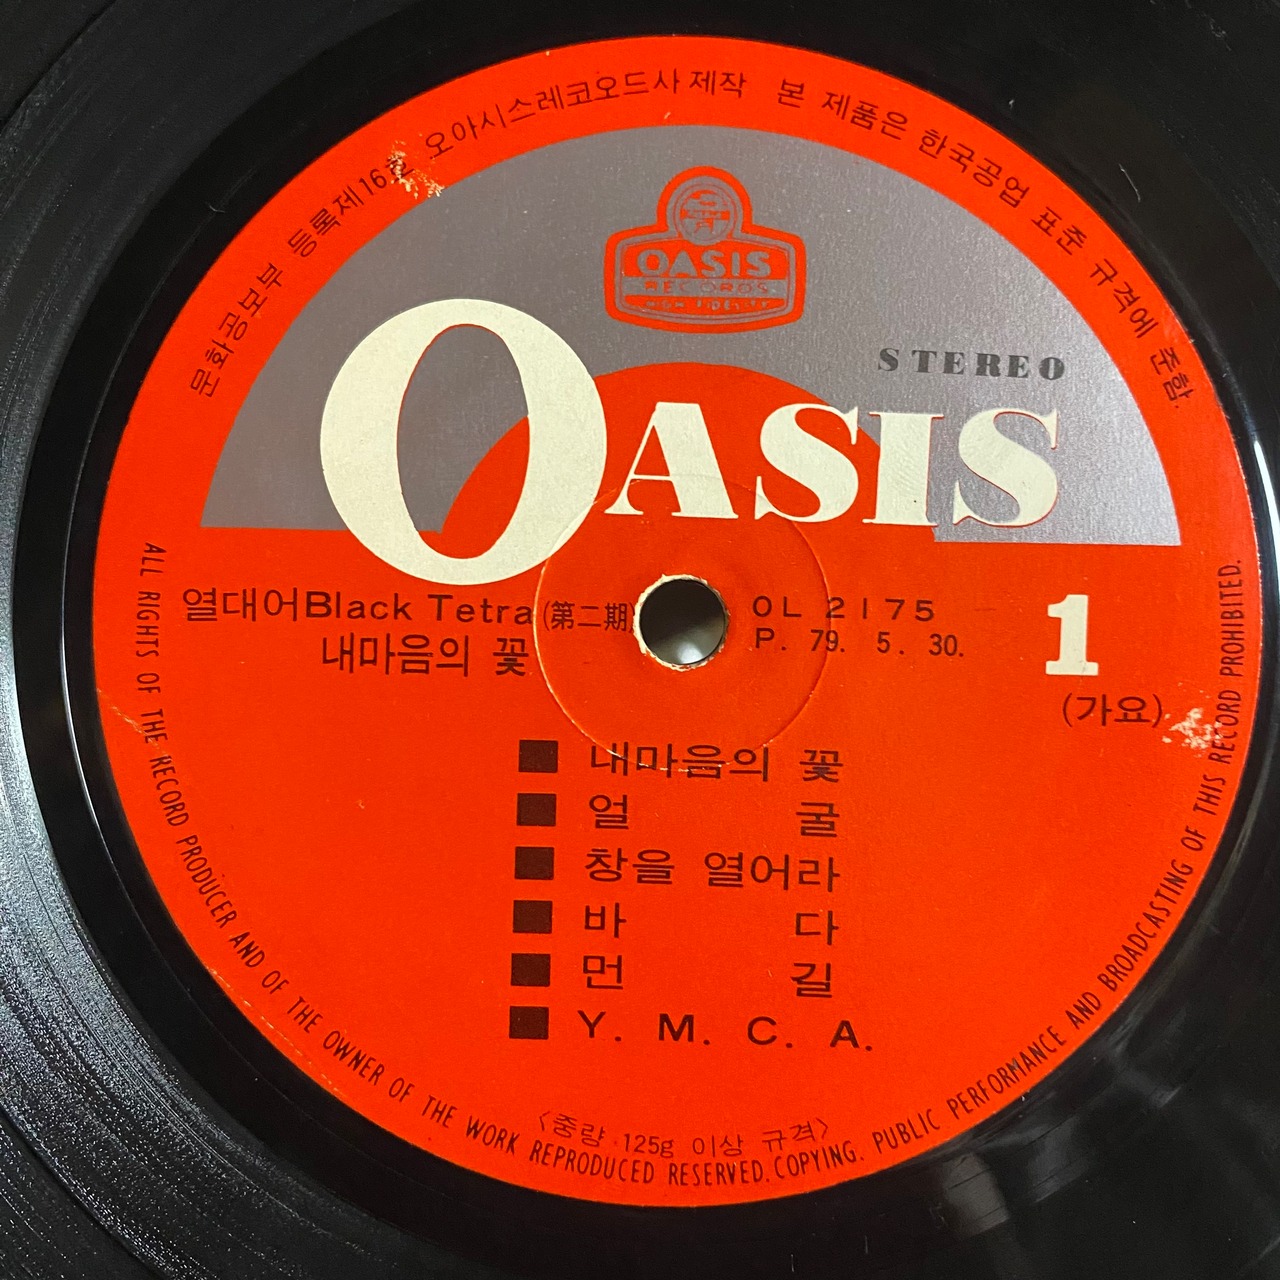 문화공보부 등록제16호 오아시스레코오드사 제작 본 제품은 한국공업 표준 규격에 준함.
OASIS
RECORDS
HIGH FIDELITY
STEREO
OASIS
열대어Black Tetra(第二期)
내마음의 꽃
OL 2175
P. 79. 5. 30.
1
(가요)
■ 내마음의 꽃
■ 얼 굴
■ 창을 열어라
■ 바 다
■ 먼 길
■ Y. M. C. A.
〈중량 125g 이상 규격〉
ALL RIGHTS OF THE RECORD PRODUCER AND OF THE OWNER OF THE WORK REPRODUCED RESERVED. COPYING. PUBLIC PERFORMANCE AND BROADCASTING OF THIS RECORD PROHIBITED.